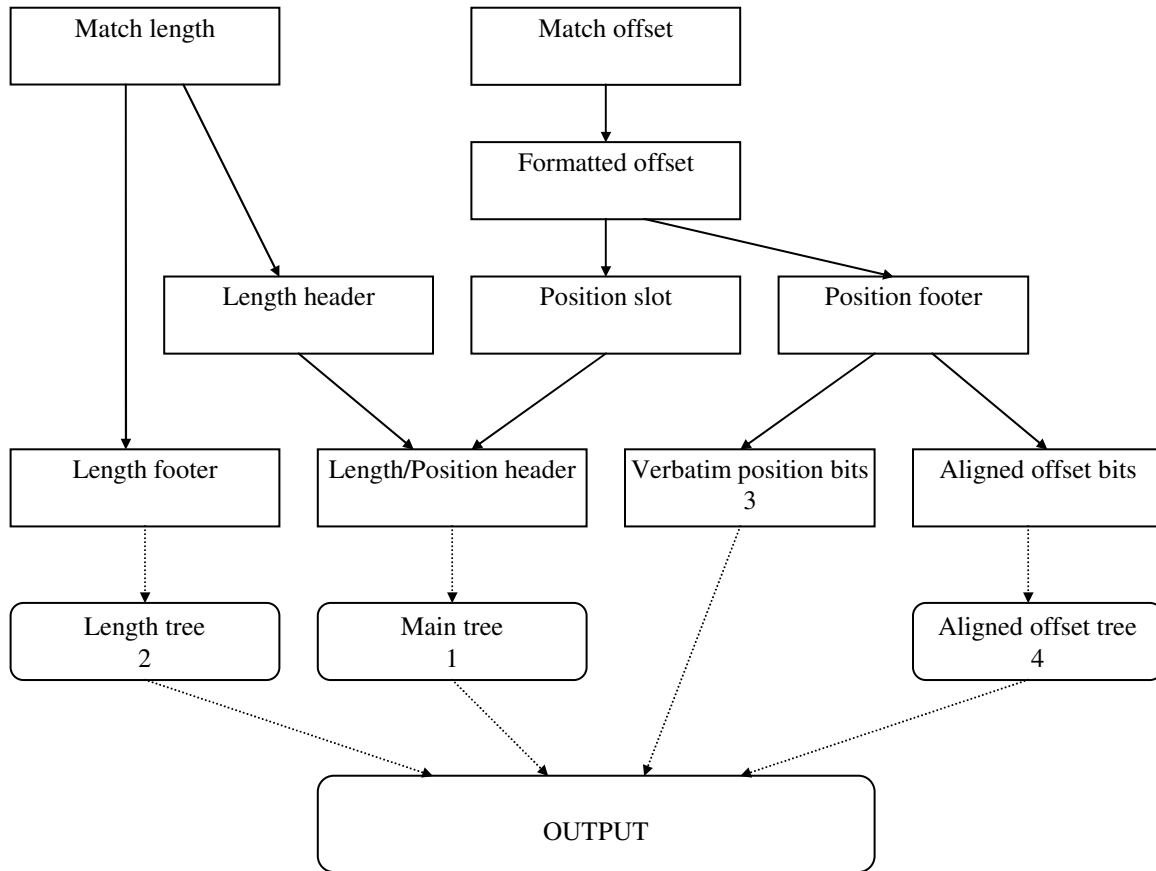 Match length
Match offset
Formatted offset
Length header
Position slot
Position footer
Length footer
Length/Position header
Verbatim position bits
3
Aligned offset bits
Length tree
2
Main tree
1
Aligned offset tree
4
OUTPUT